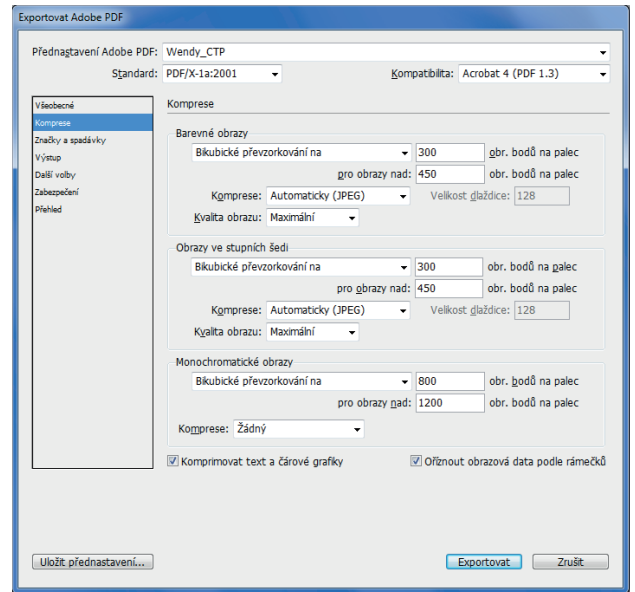 Exportovat Adobe PDF
Přednastavení Adobe PDF: Wendy_CTP
Standard: PDF/X-1a:2001 Kompatibilita: Acrobat 4 (PDF 1.3)
Všeobecné
Komprese
Značky a spadávky
Výstup
Další volby
Zabezpečení
Přehled
Komprese
Barevné obrazy
Bikubické převzorkování na 300 obr. bodů na palec
pro obrazy nad: 450 obr. bodů na palec
Komprese: Automaticky (JPEG) Velikost dlaždice: 128
Kvalita obrazu: Maximální
Obrazy ve stupních šedi
Bikubické převzorkování na 300 obr. bodů na palec
pro obrazy nad: 450 obr. bodů na palec
Komprese: Automaticky (JPEG) Velikost dlaždice: 128
Kvalita obrazu: Maximální
Monochromatické obrazy
Bikubické převzorkování na 800 obr. bodů na palec
pro obrazy nad: 1200 obr. bodů na palec
Komprese: Žádný
Komprimovat text a čárové grafiky Oříznout obrazová data podle rámečků
Uložit přednastavení... Exportovat Zrušit